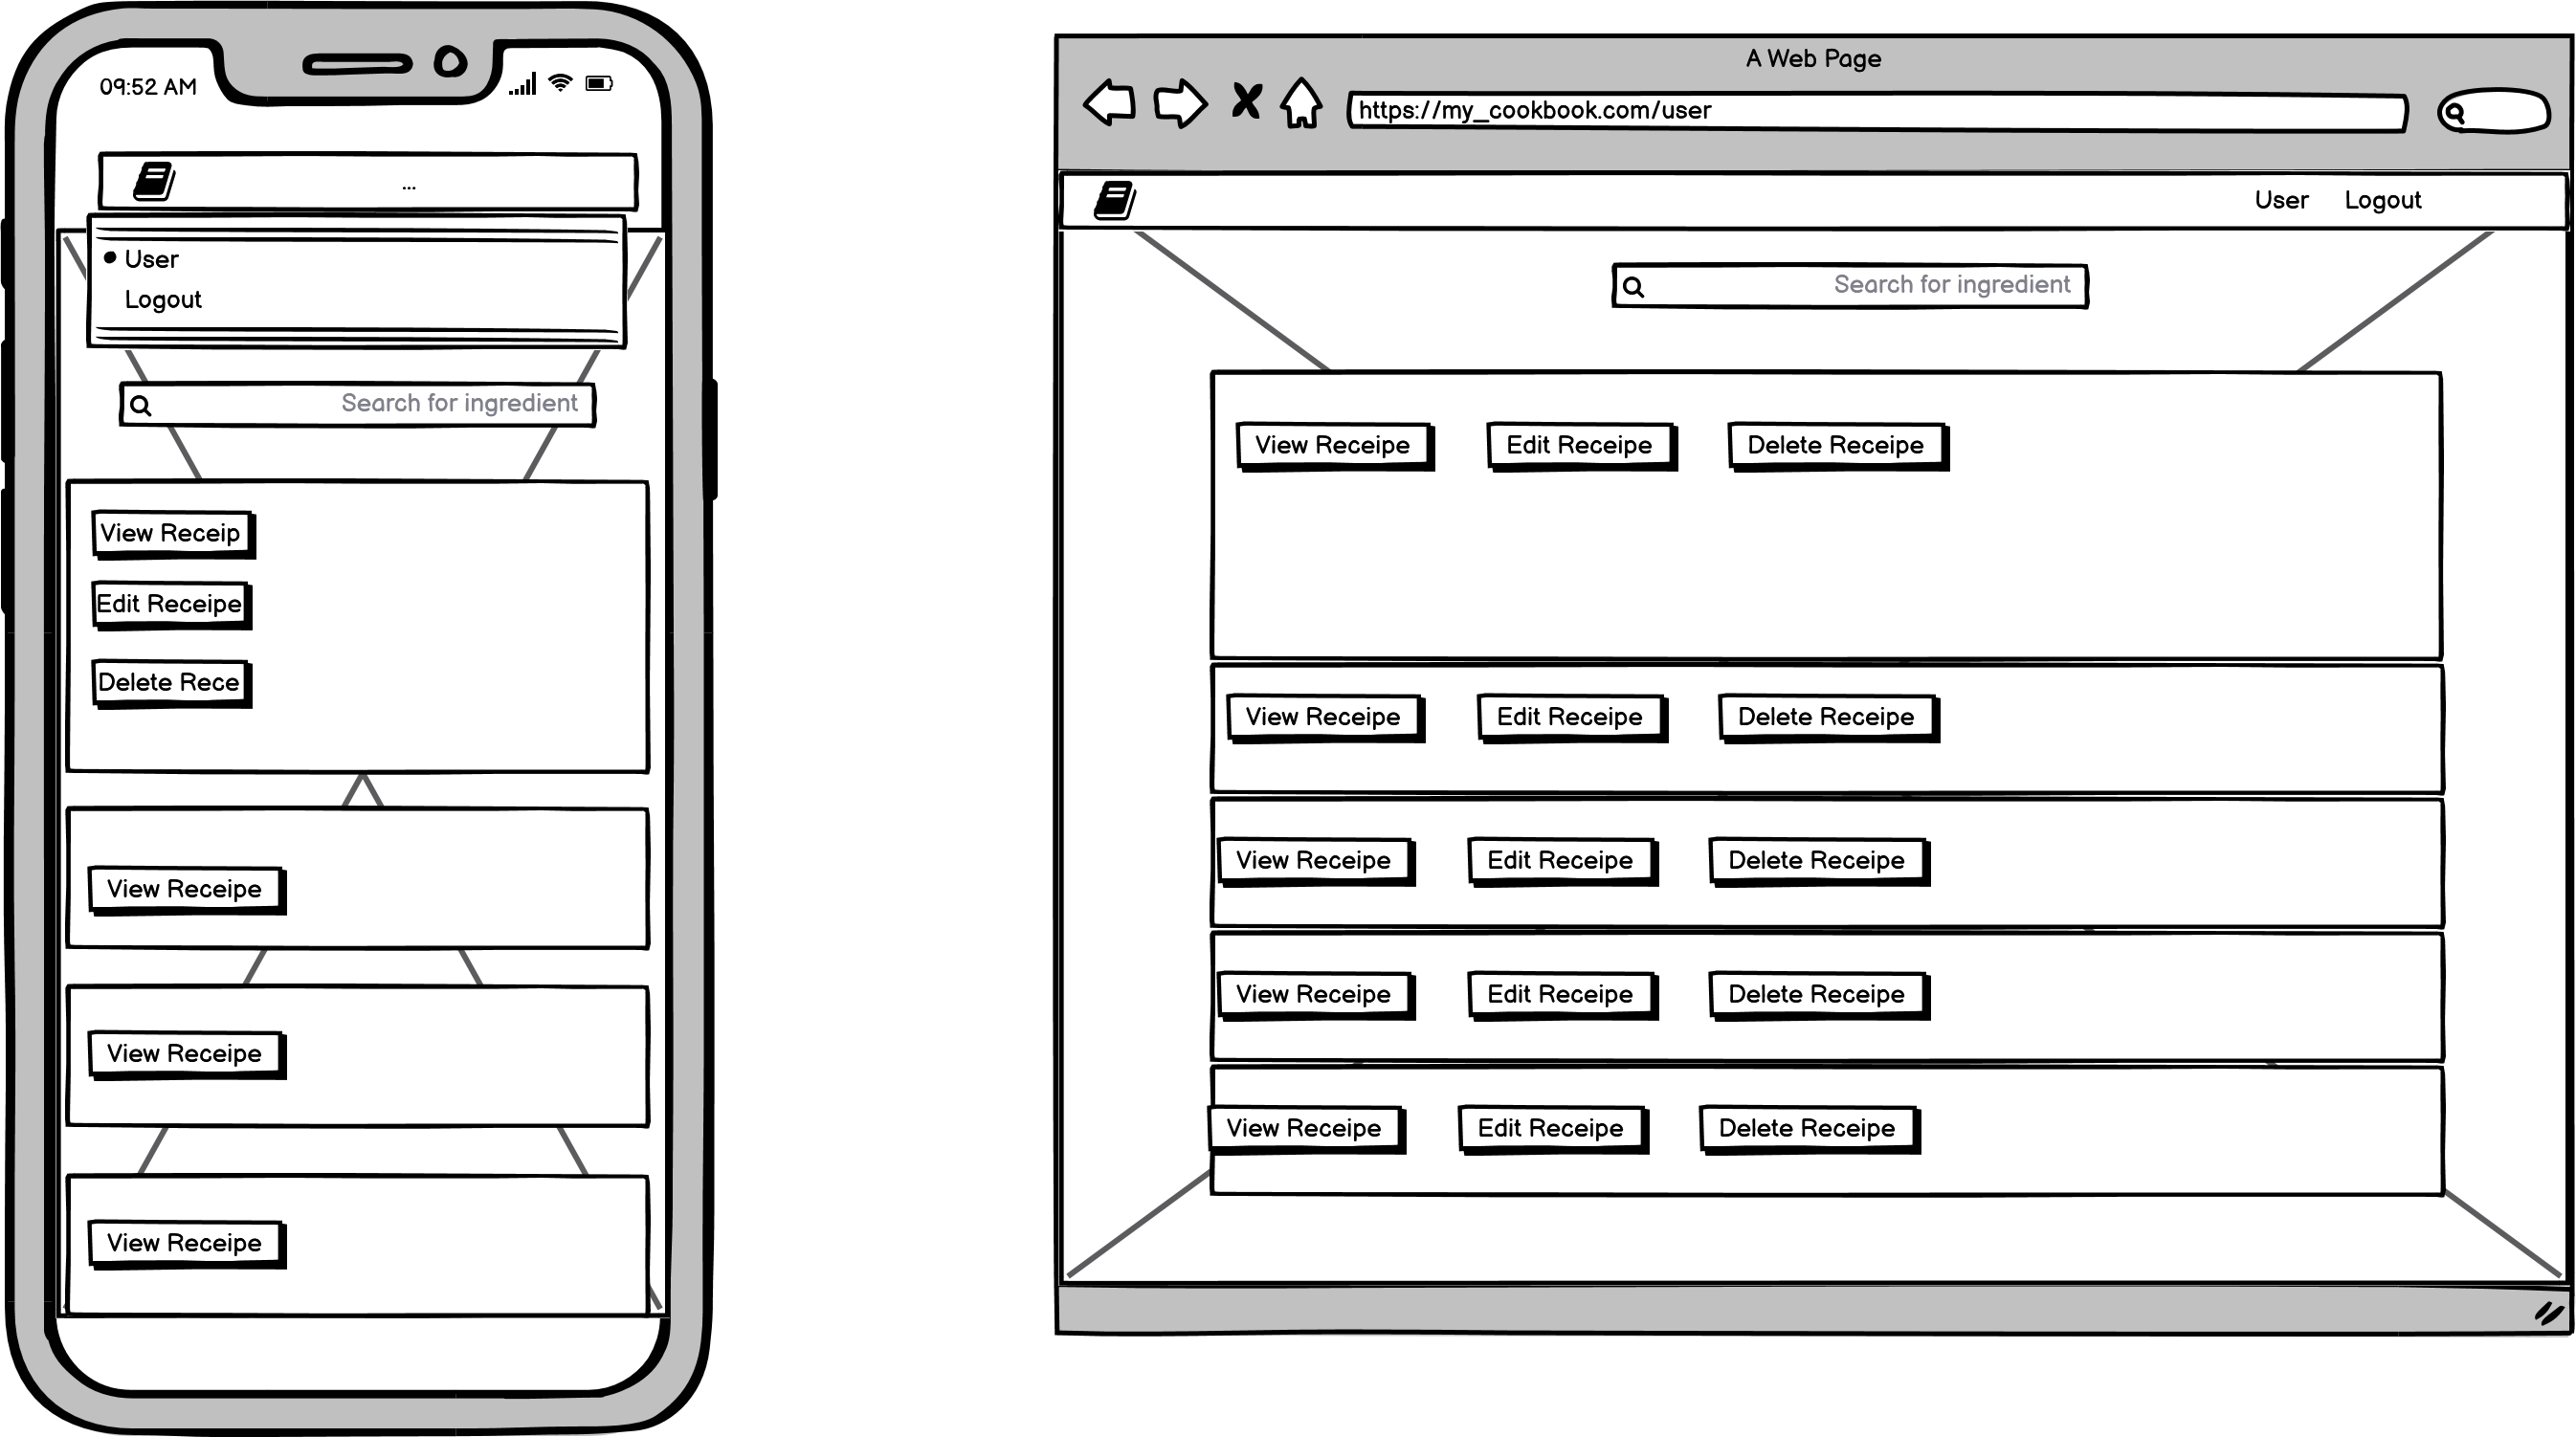 09:52 AM
...
User
Logout
Search for ingredient
View Receip
Edit Receipe
Delete Rece
View Receipe
View Receipe
View Receipe
A Web Page
https://my_cookbook.com/user
User Logout
Search for ingredient
View Receipe Edit Receipe Delete Receipe
View Receipe Edit Receipe Delete Receipe
View Receipe Edit Receipe Delete Receipe
View Receipe Edit Receipe Delete Receipe
View Receipe Edit Receipe Delete Receipe